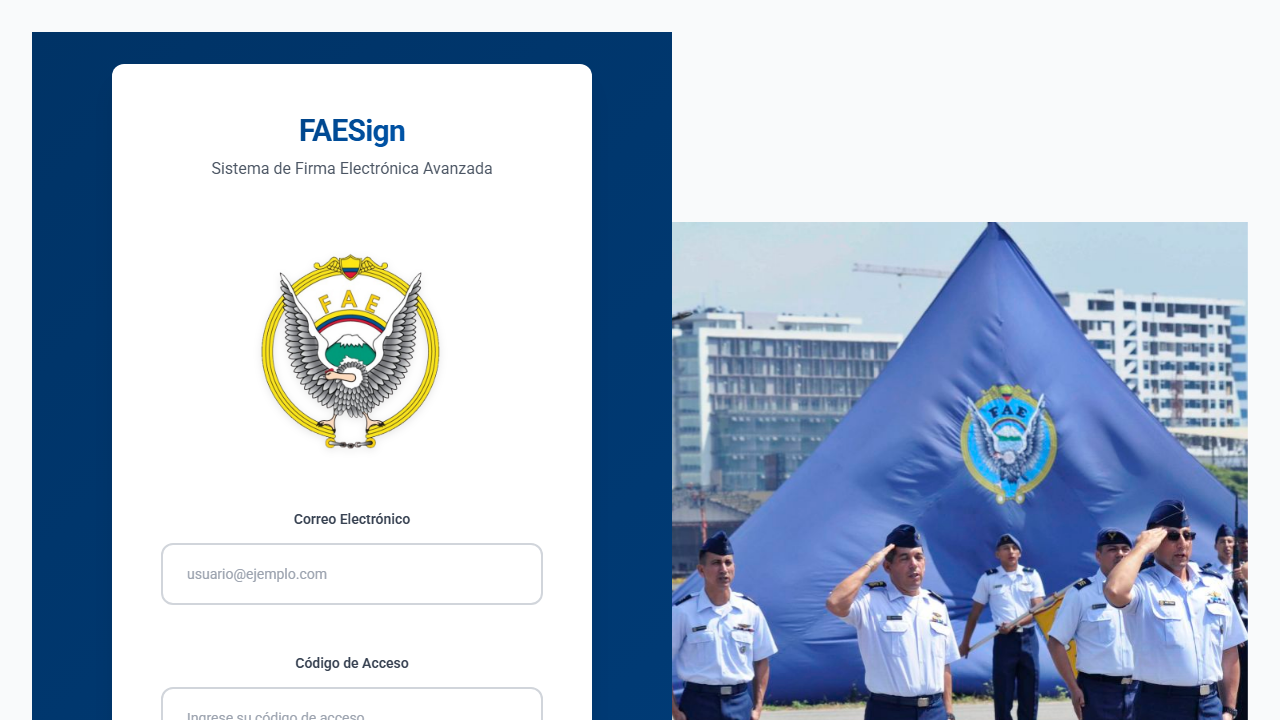 FAESign
Sistema de Firma Electrónica Avanzada
FAE
Correo Electrónico
usuario@ejemplo.com
Código de Acceso
Ingrese su código de acceso
FAE